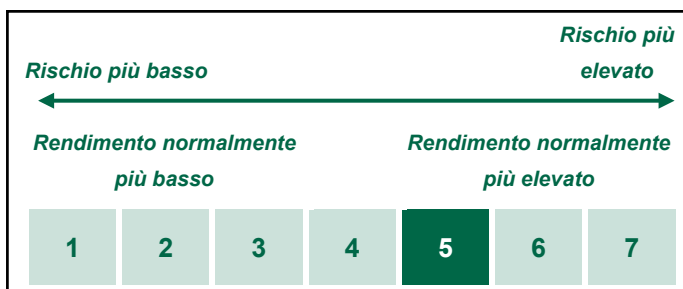 Rischio più
Rischio più basso elevato
Rendimento normalmente Rendimento normalmente
più basso più elevato
1 2 3 4 5 6 7